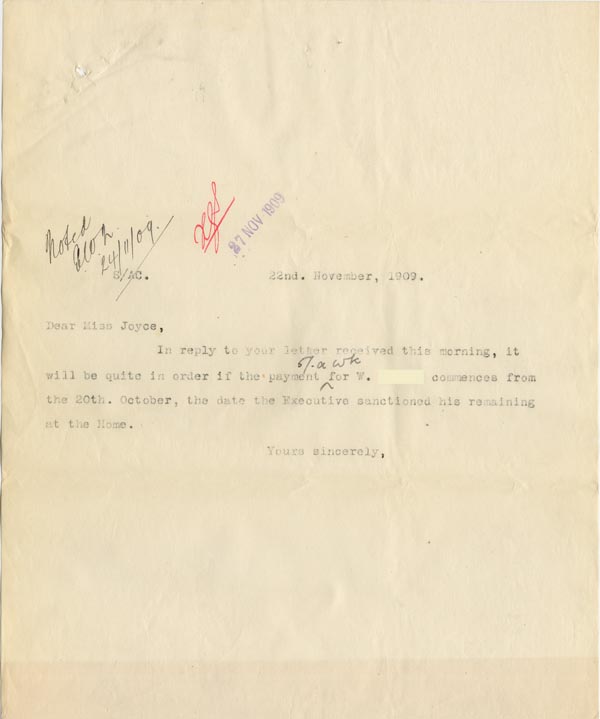 Noted
24/11/09.
27 NOV 1909
S/AC. 22nd. November, 1909.
Dear Miss Joyce,
In reply to your letter received this morning, it
5/. a wk
will be quite in order if the payment for W. commences from
the 20th. October, the date the Executive sanctioned his remaining
at the Home.
Yours sincerely,